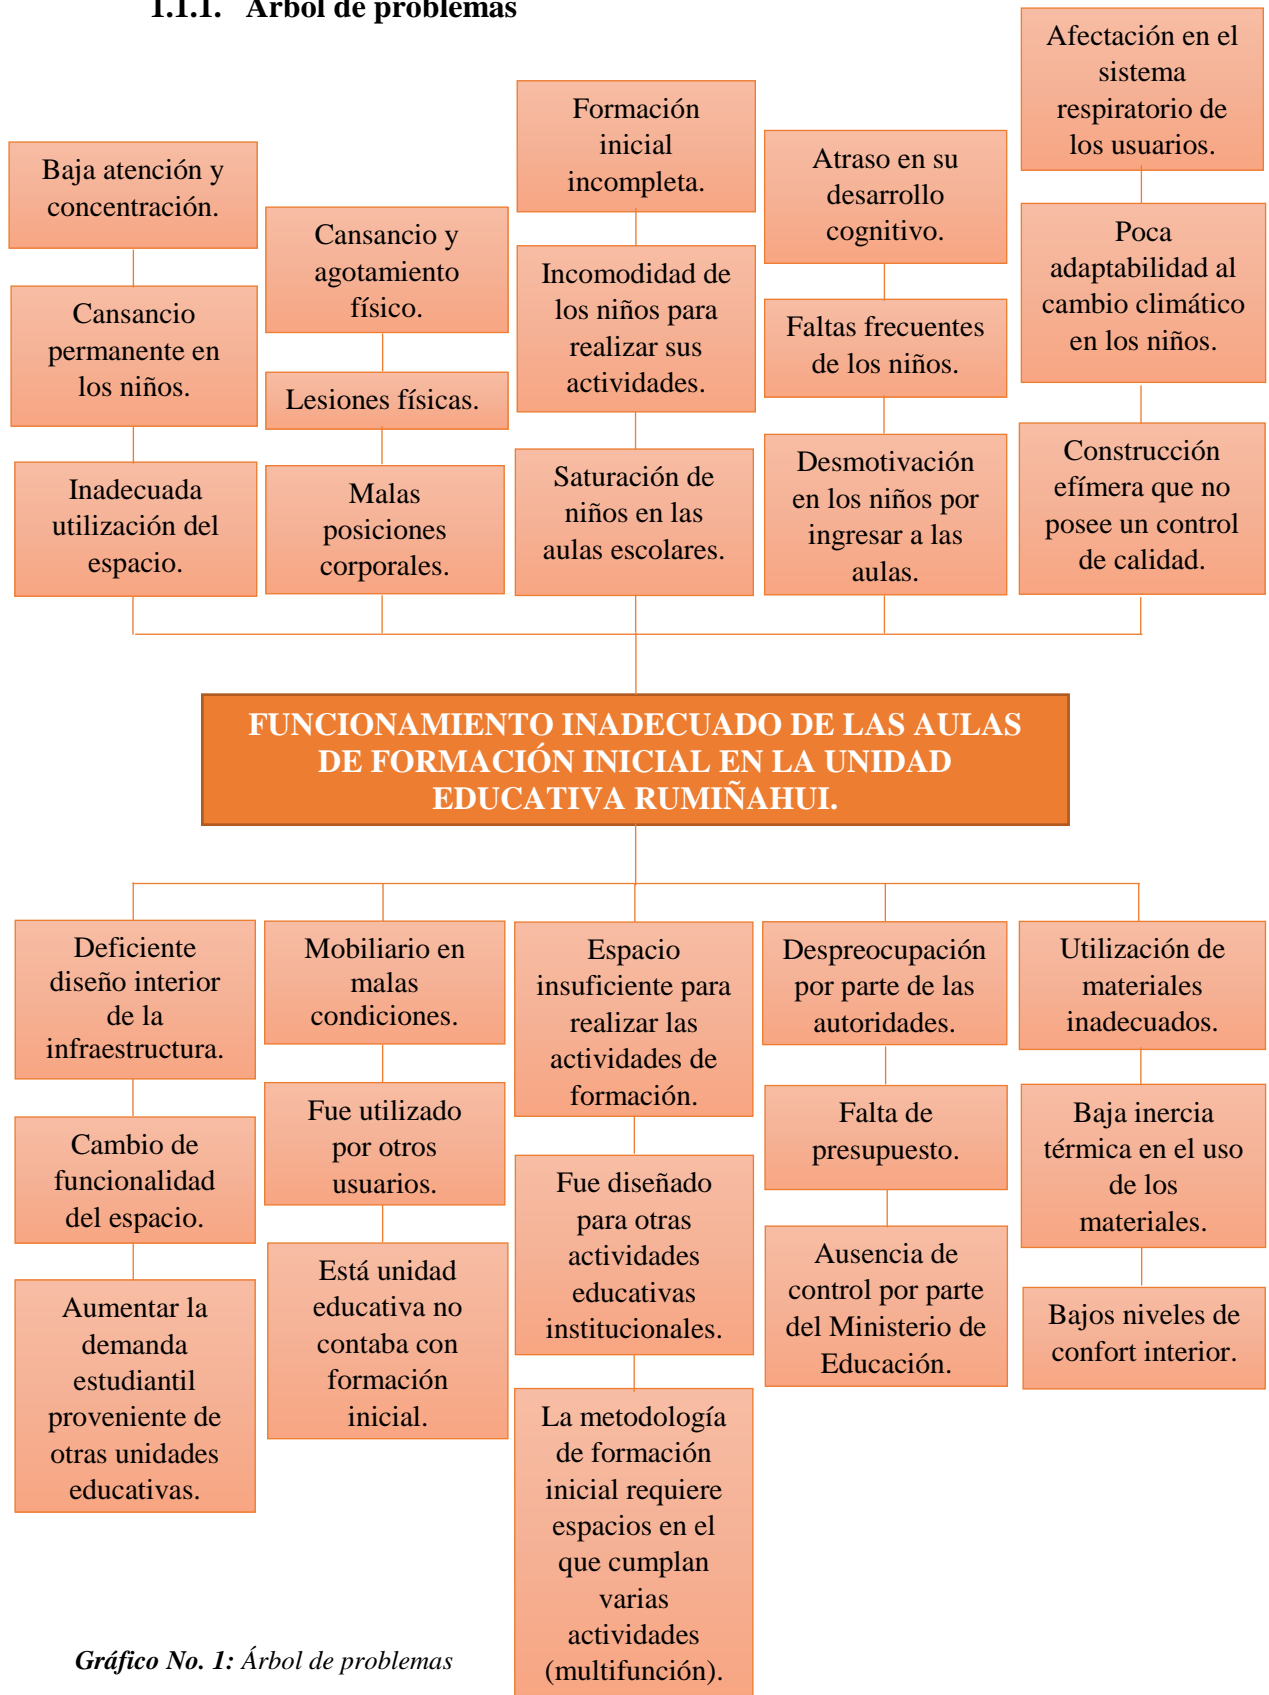 1.1.1. Árbol de problemas
Baja atención y
concentración.
Cansancio
permanente en
los niños.
Inadecuada
utilización del
espacio.
Cansancio y
agotamiento
físico.
Lesiones físicas.
Malas
posiciones
corporales.
Formación
inicial
incompleta.
Incomodidad de
los niños para
realizar sus
actividades.
Saturación de
niños en las
aulas escolares.
Atraso en su
desarrollo
cognitivo.
Faltas frecuentes
de los niños.
Desmotivación
en los niños por
ingresar a las
aulas.
Afectación en el
sistema
respiratorio de
los usuarios.
Poca
adaptabilidad al
cambio climático
en los niños.
Construcción
efímera que no
posee un control
de calidad.
FUNCIONAMIENTO INADECUADO DE LAS AULAS
DE FORMACIÓN INICIAL EN LA UNIDAD
EDUCATIVA RUMIÑAHUI.
Deficiente
diseño interior
de la
infraestructura.
Cambio de
funcionalidad
del espacio.
Aumentar la
demanda
estudiantil
proveniente de
otras unidades
educativas.
Mobiliario en
malas
condiciones.
Fue utilizado
por otros
usuarios.
Está unidad
educativa no
contaba con
formación
inicial.
Espacio
insuficiente para
realizar las
actividades de
formación.
Fue diseñado
para otras
actividades
educativas
institucionales.
La metodología
de formación
inicial requiere
espacios en el
que cumplan
varias
actividades
(multifunción).
Despreocupación
por parte de las
autoridades.
Falta de
presupuesto.
Ausencia de
control por parte
del Ministerio de
Educación.
Utilización de
materiales
inadecuados.
Baja inercia
térmica en el uso
de los
materiales.
Bajos niveles de
confort interior.
Gráfico No. 1: Árbol de problemas